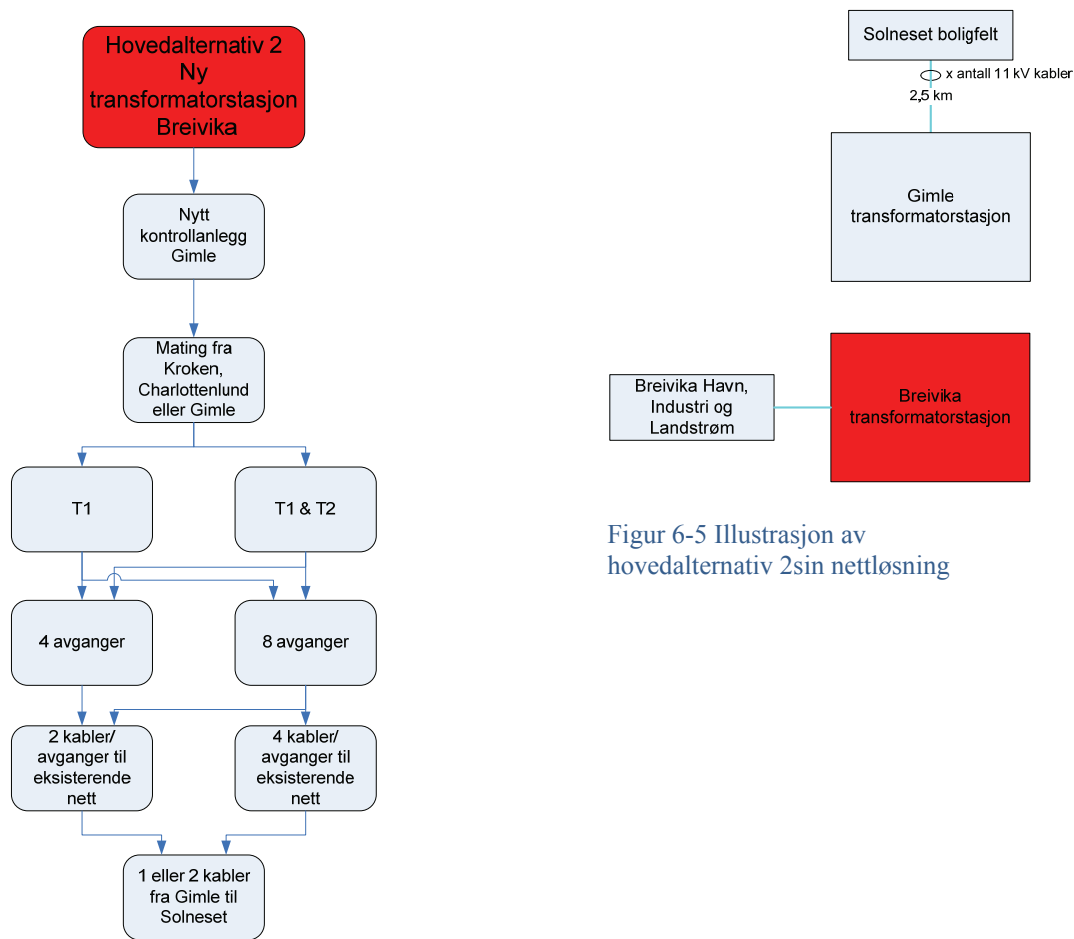 Hovedalternativ 2
Ny
transformatorstasjon
Breivika
Nytt
kontrollanlegg
Gimle
Mating fra
Kroken,
Charlottenlund
eller Gimle
T1
T1 & T2
4 avganger
8 avganger
2 kabler/
avganger til
eksisterende
nett
4 kabler/
avganger til
eksisterende
nett
1 eller 2 kabler
fra Gimle til
Solneset
Solneset boligfelt
x antall 11 kV kabler
2,5 km
Gimle
transformatorstasjon
Breivika Havn,
Industri og
Landstrøm
Breivika
transformatorstasjon
Figur 6-5 Illustrasjon av
hovedalternativ 2sin nettløsning